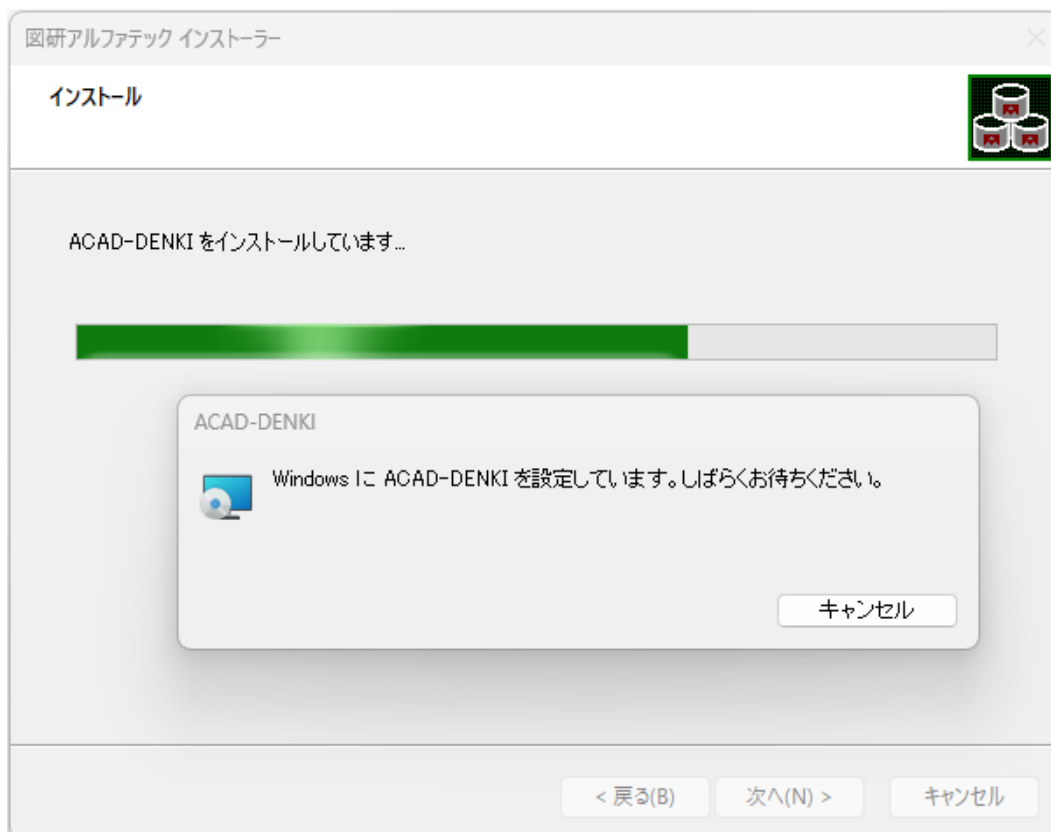 図研アルファテック インストーラー
インストール
ACAD-DENKI をインストールしています...
ACAD-DENKI
Windows に ACAD-DENKI を設定しています。しばらくお待ちください。
キャンセル
< 戻る(B)
次へ(N) >
キャンセル